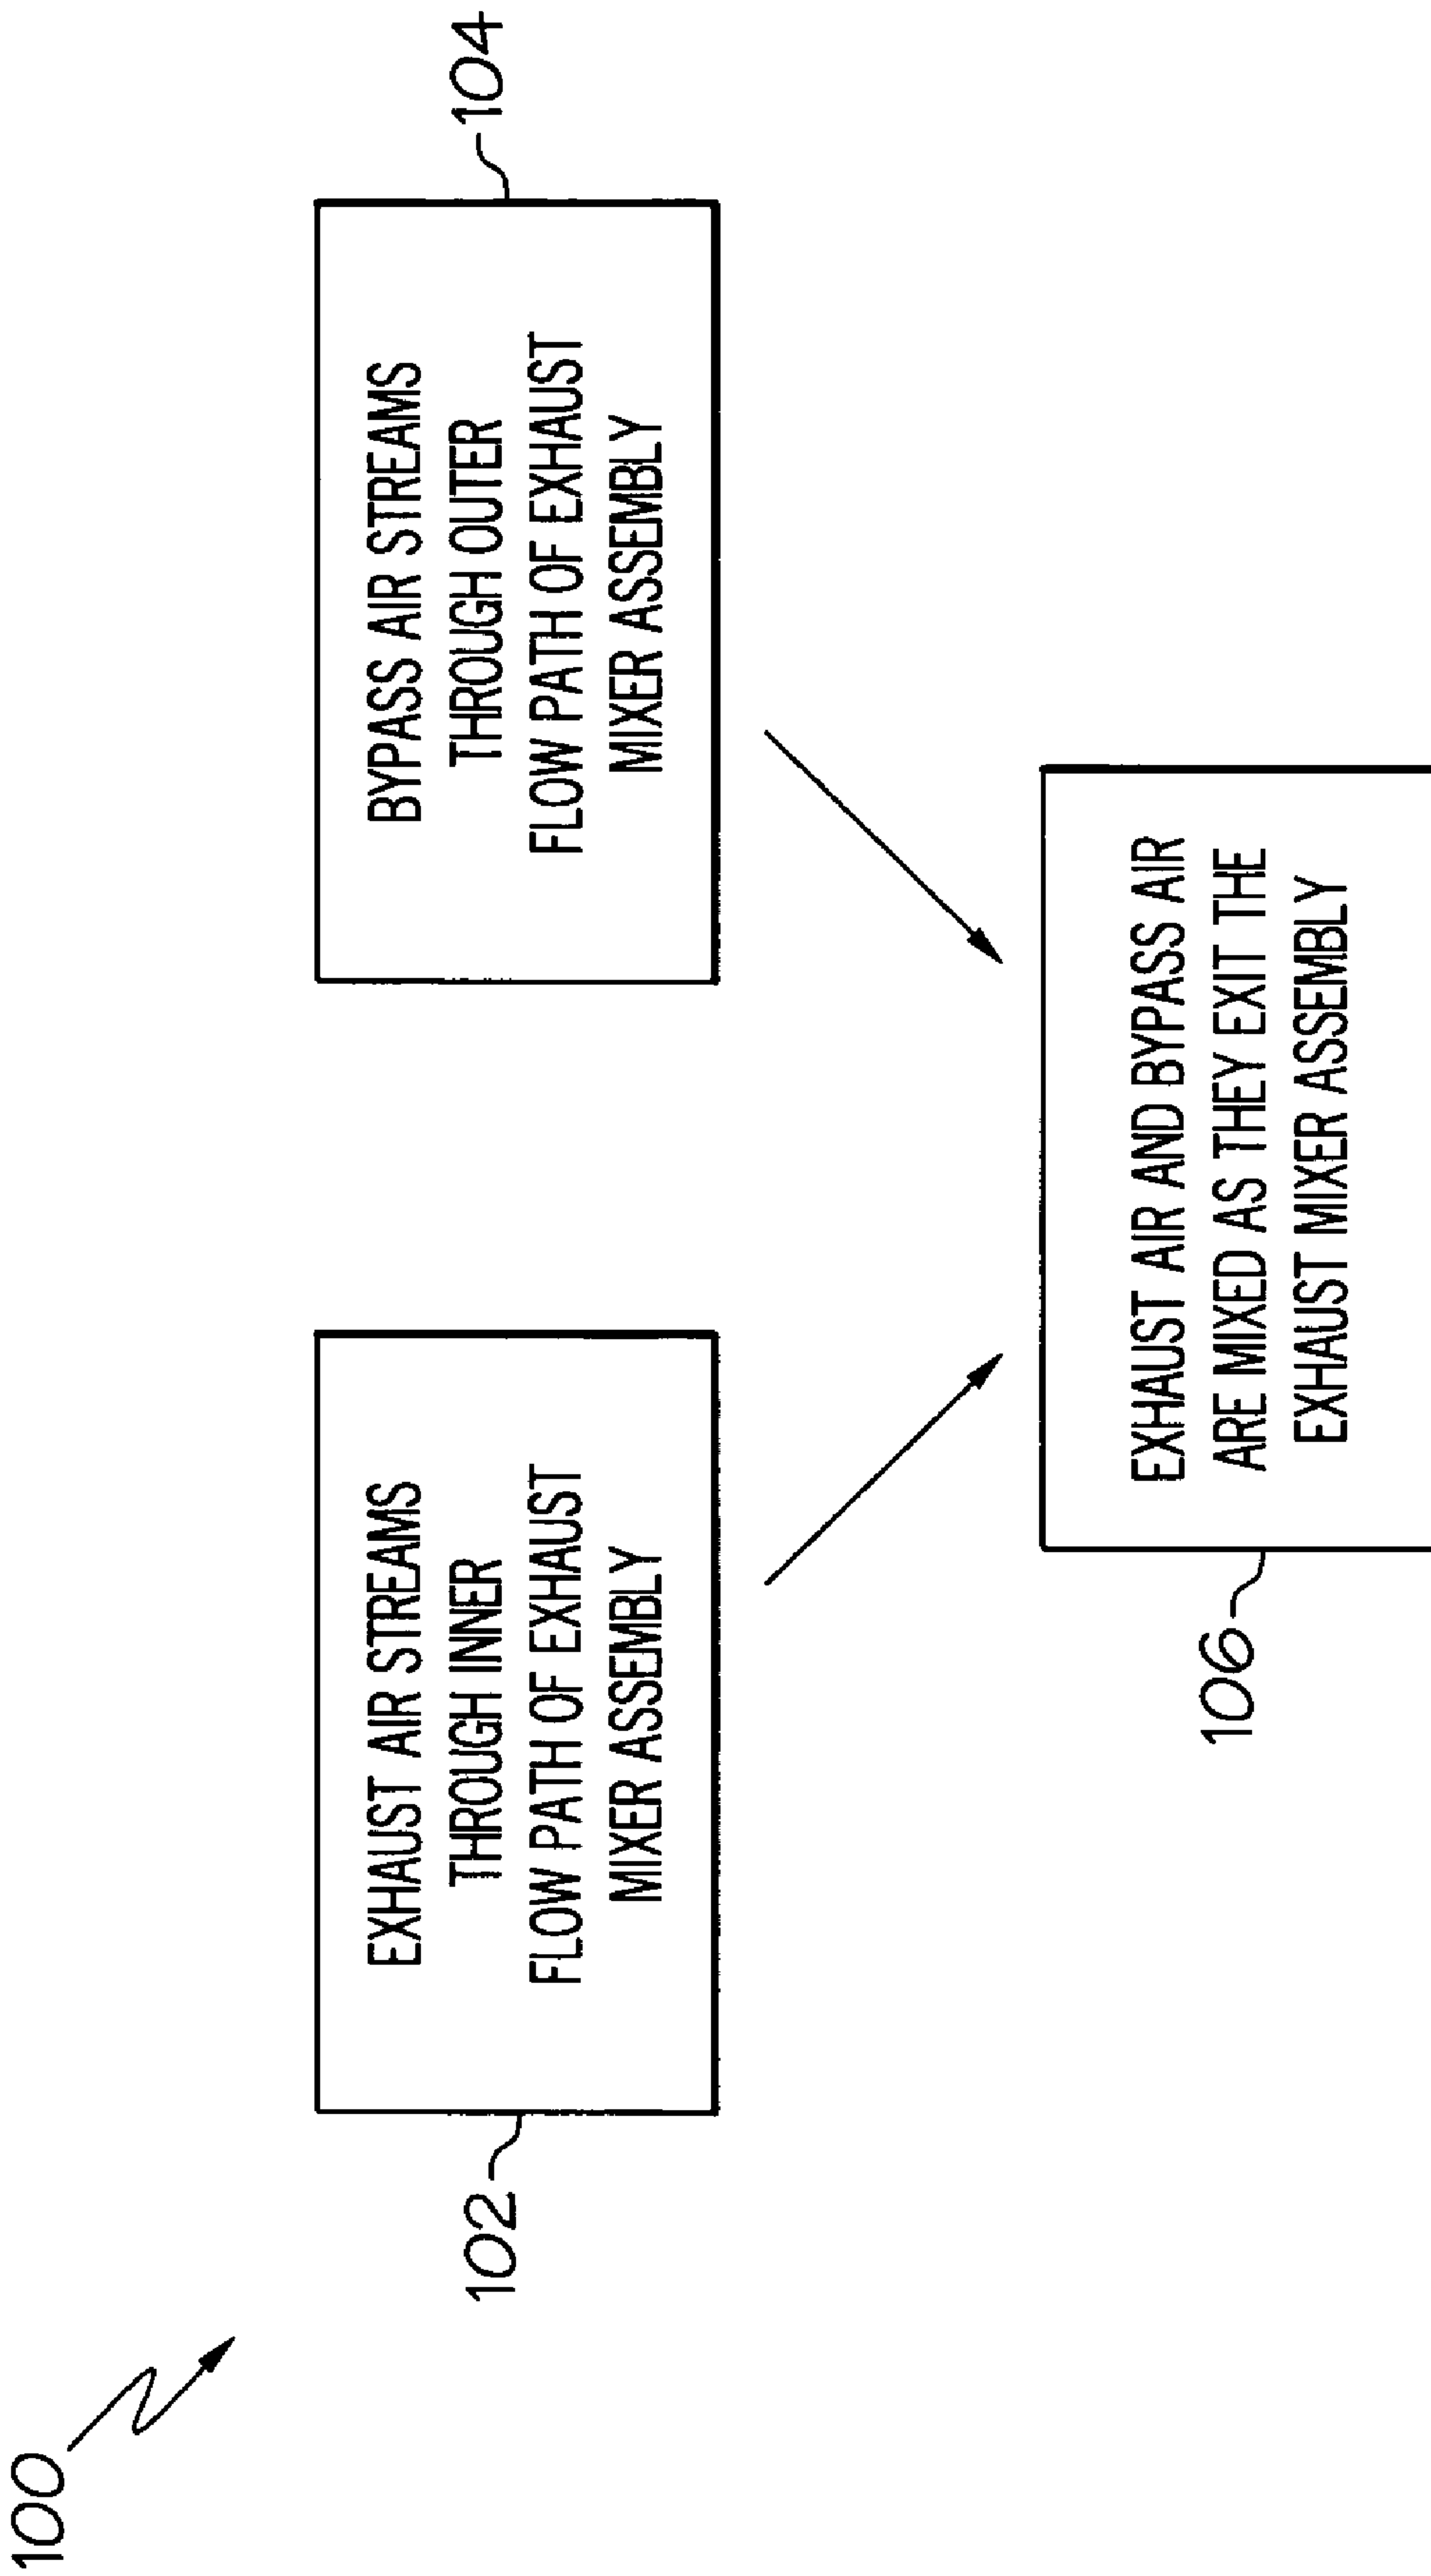 100
102
EXHAUST AIR STREAMS
THROUGH INNER
FLOW PATH OF EXHAUST
MIXER ASSEMBLY
BYPASS AIR STREAMS
THROUGH OUTER
FLOW PATH OF EXHAUST
MIXER ASSEMBLY
104
106
EXHAUST AIR AND BYPASS AIR
ARE MIXED AS THEY EXIT THE
EXHAUST MIXER ASSEMBLY